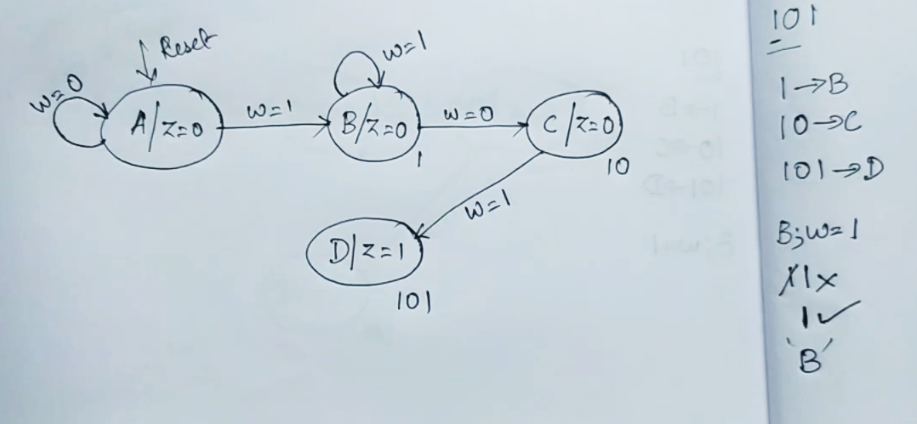 Reset
w=0
A/z=0
w=1
w=1
B/z=0
1
w=0
C/z=0
10
w=1
D/z=1
101
101
1→B
10→C
101→D
B;w=1
11×
1✓
'B'